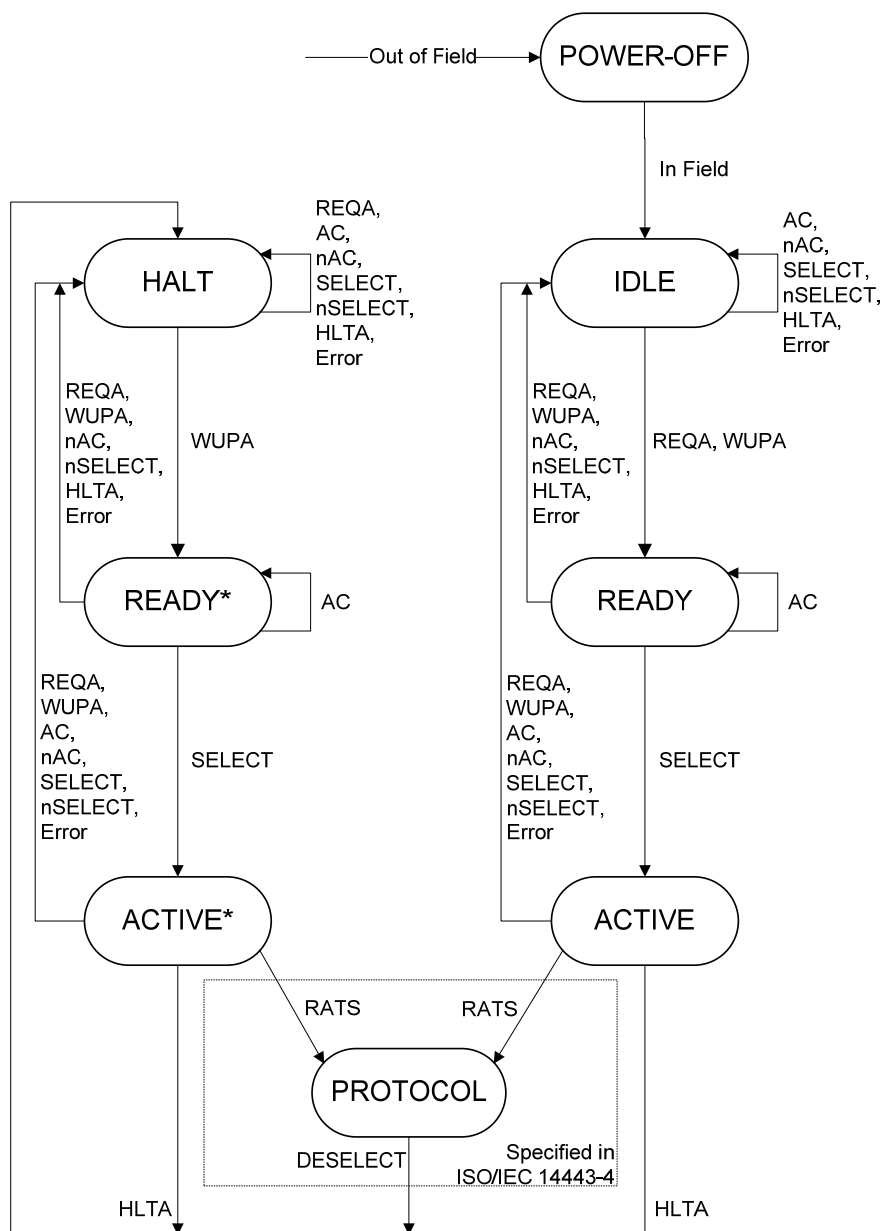 Out of Field
POWER-OFF
In Field
HALT
REQA,
AC,
nAC,
SELECT,
nSELECT,
HLTA,
Error
IDLE
AC,
nAC,
SELECT,
nSELECT,
HLTA,
Error
REQA,
WUPA,
nAC,
nSELECT,
HLTA,
Error
WUPA
REQA,
WUPA,
nAC,
nSELECT,
HLTA,
Error
REQA, WUPA
READY*
AC
READY
AC
REQA,
WUPA,
AC,
nAC,
SELECT,
nSELECT,
Error
SELECT
REQA,
WUPA,
AC,
nAC,
SELECT,
nSELECT,
Error
SELECT
ACTIVE*
ACTIVE
RATS
RATS
PROTOCOL
DESELECT
Specified in
ISO/IEC 14443-4
HLTA
HLTA